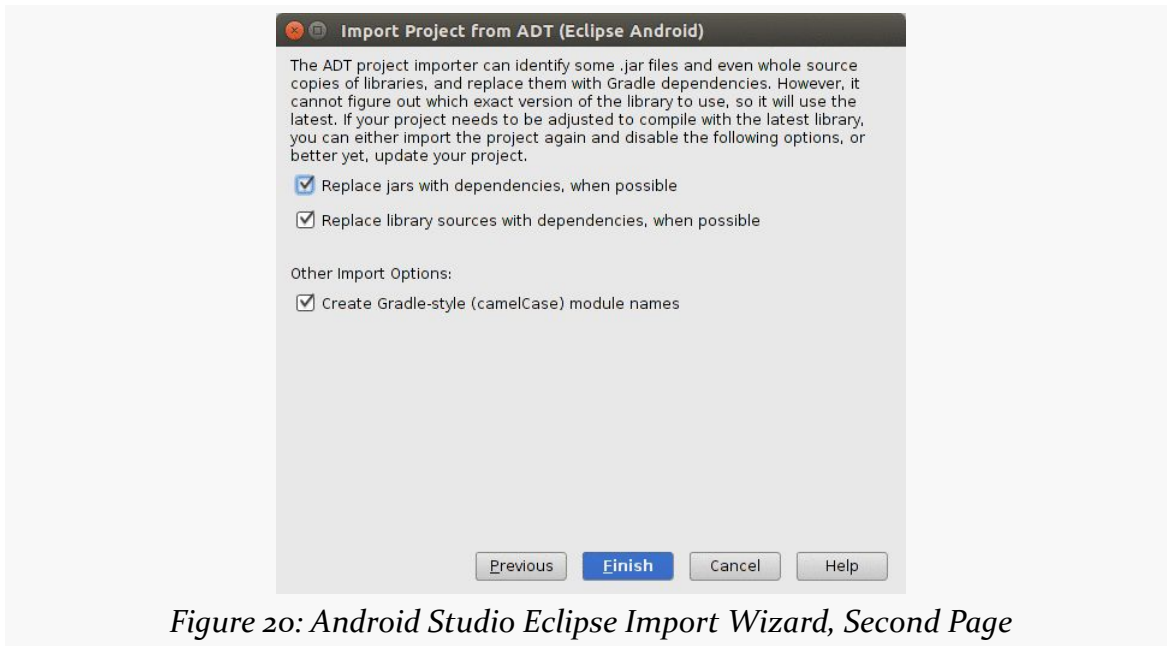 Import Project from ADT (Eclipse Android)
The ADT project importer can identify some .jar files and even whole source
copies of libraries, and replace them with Gradle dependencies. However, it
cannot figure out which exact version of the library to use, so it will use the
latest. If your project needs to be adjusted to compile with the latest library,
you can either import the project again and disable the following options, or
better yet, update your project.
Replace jars with dependencies, when possible
Replace library sources with dependencies, when possible
Other Import Options:
Create Gradle-style (camelCase) module names
Previous Finish Cancel Help
Figure 20: Android Studio Eclipse Import Wizard, Second Page